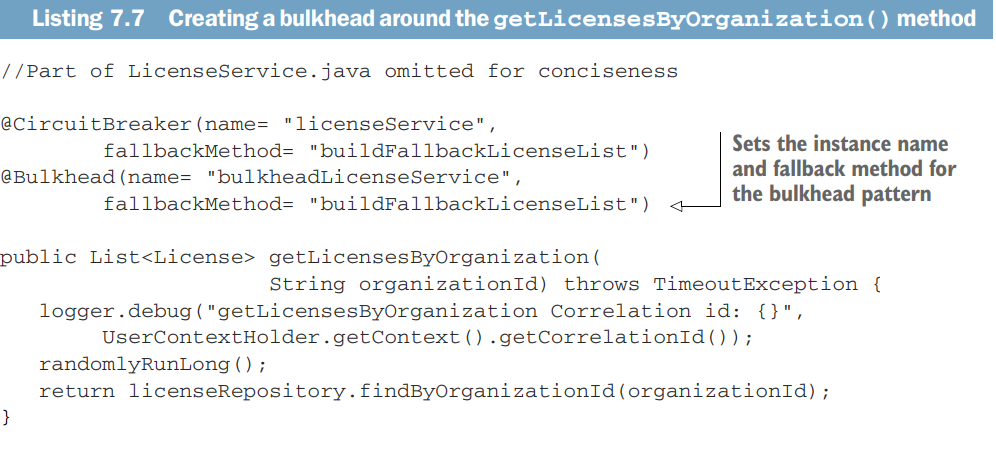 Listing 7.7 Creating a bulkhead around the getLicensesByOrganization() method
//Part of LicenseService.java omitted for conciseness
@CircuitBreaker(name= "licenseService",
fallbackMethod= "buildFallbackLicenseList")
@Bulkhead(name= "bulkheadLicenseService",
fallbackMethod= "buildFallbackLicenseList")
Sets the instance name
and fallback method for
the bulkhead pattern
public List<License> getLicensesByOrganization(
String organizationId) throws TimeoutException {
logger.debug("getLicensesByOrganization Correlation id: {}",
UserContextHolder.getContext().getCorrelationId());
randomlyRunLong();
return licenseRepository.findByOrganizationId(organizationId);
}